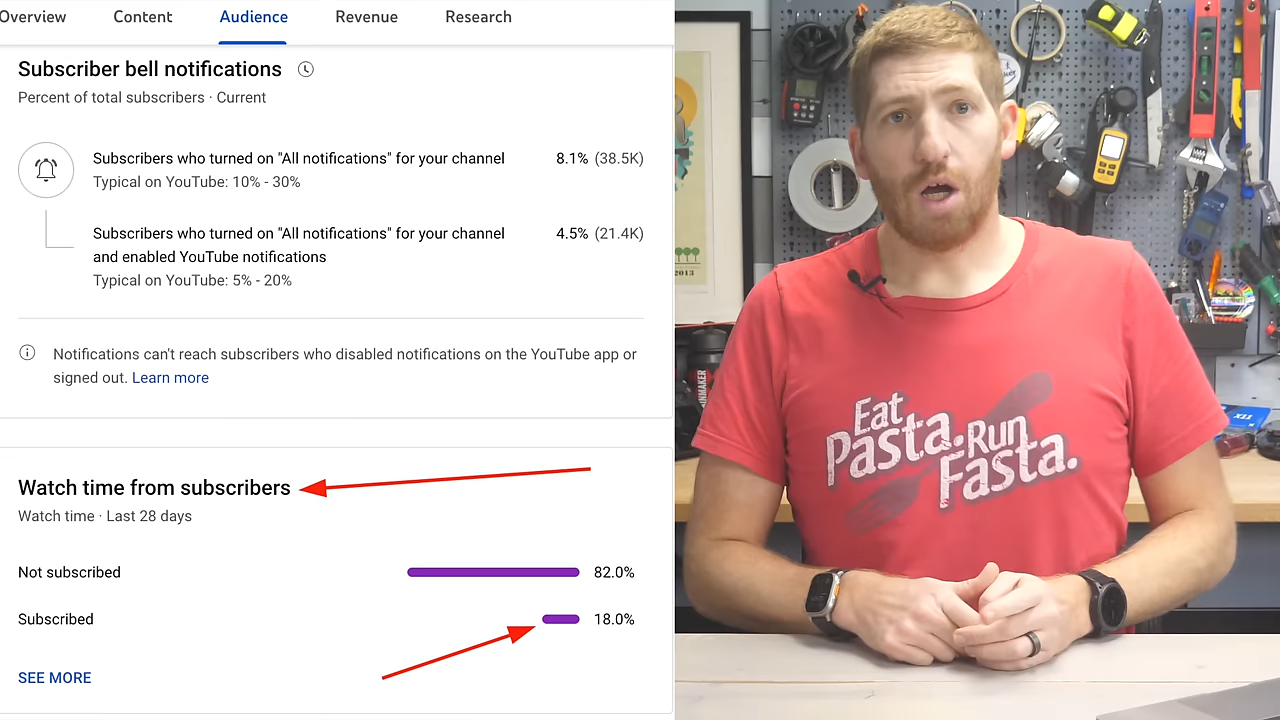 Overview
Content
Audience
Revenue
Research
Subscriber bell notifications
Percent of total subscribers · Current
Subscribers who turned on "All notifications" for your channel
8.1% (38.5K)
Typical on YouTube: 10% - 30%
Subscribers who turned on "All notifications" for your channel
4.5% (21.4K)
and enabled YouTube notifications
Typical on YouTube: 5% - 20%
Notifications can't reach subscribers who disabled notifications on the YouTube app or
signed out. Learn more
Watch time from subscribers
Watch time · Last 28 days
Not subscribed
82.0%
Subscribed
18.0%
SEE MORE
2013
Eat
Pasta.
Run
Fasta.